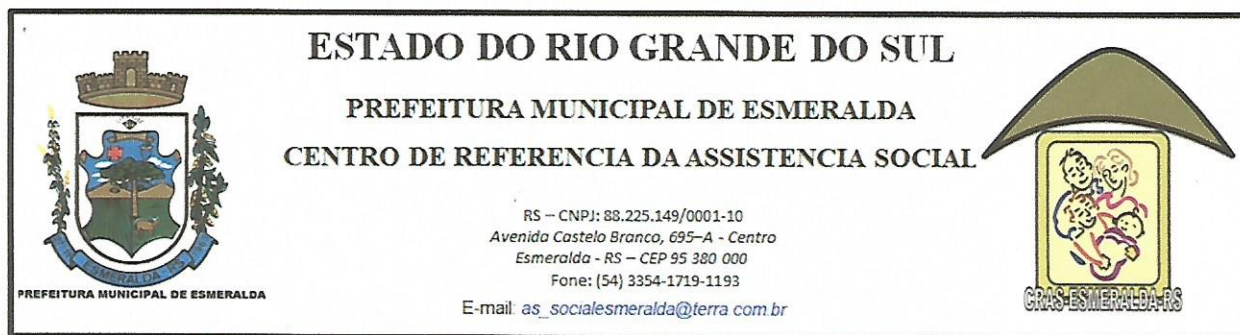 ESTADO DO RIO GRANDE DO SUL
PREFEITURA MUNICIPAL DE ESMERALDA
CENTRO DE REFERENCIA DA ASSISTENCIA SOCIAL
RS – CNPJ: 88.225.149/0001-10
Avenida Castelo Branco, 695–A - Centro
Esmeralda - RS – CEP 95 380 000
Fone: (54) 3354-1719-1193
E-mail: as_socialesmeralda@terra.com.br
ESMERALDA - RS
PREFEITURA MUNICIPAL DE ESMERALDA
CRAS-ESMERALDA-RS